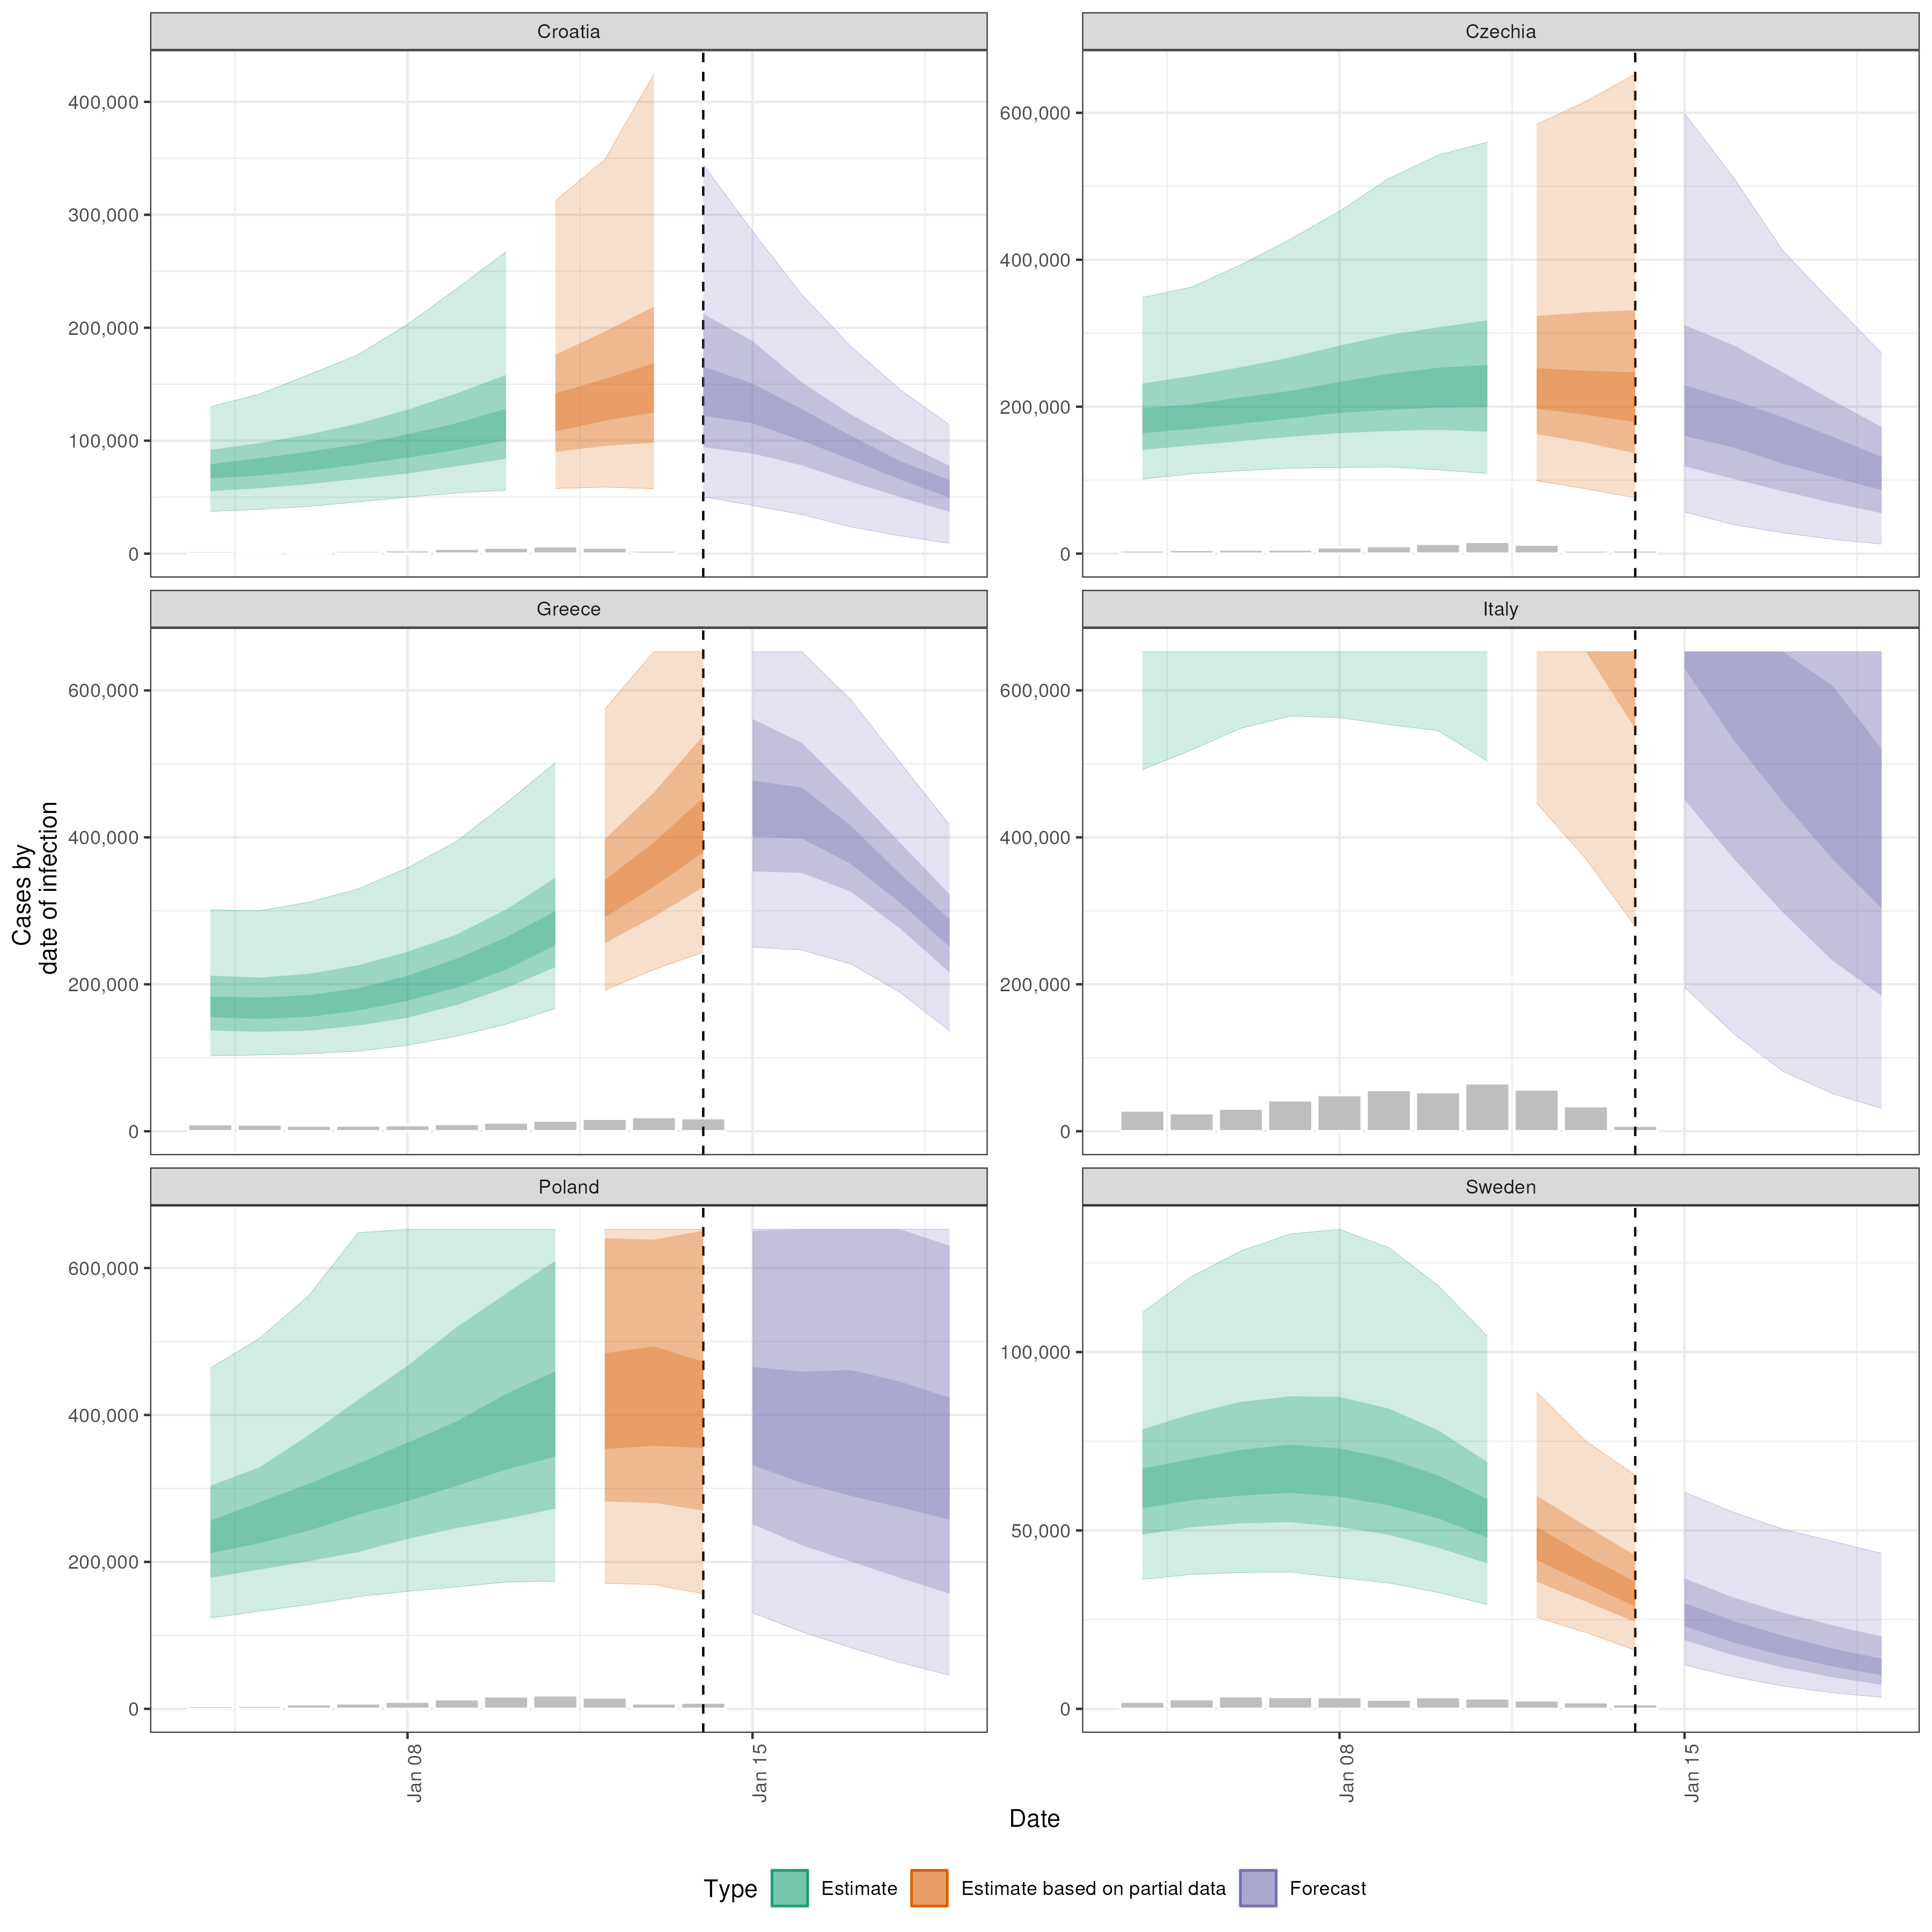 Croatia
Czechia
400,000
300,000
200,000
100,000
0
600,000
400,000
200,000
0
Greece
Italy
600,000
400,000
200,000
0
600,000
400,000
200,000
0
Cases by
date of infection
Poland
Sweden
600,000
400,000
200,000
0
100,000
50,000
0
Jan 08
Jan 15
Jan 08
Jan 15
Date
Type Estimate Estimate based on partial data Forecast